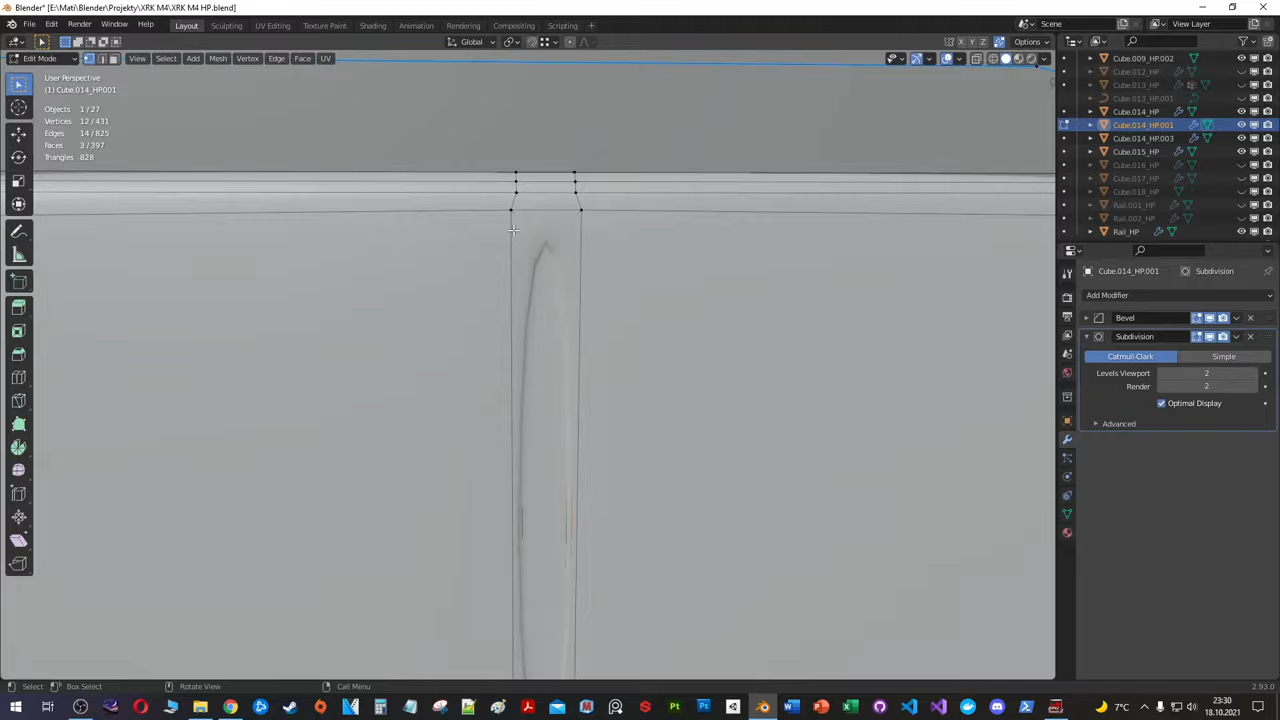 Blender* [E:\Mati\Blender\Projekty\XRK M4\XRK M4 HP.blend]
File Edit Render Window Help Layout Sculpting UV Editing Texture Paint Shading Animation Rendering Compositing Scripting + Scene View Layer
Global X Y Z Options
Edit Mode View Select Add Mesh Vertex Edge Face UV
User Perspective
(1) Cube.014_HP.001
Objects 1/27
Vertices 12/431
Edges 14/825
Faces 3/397
Triangles 828
Cube.009_HP.002
Cube.012_HP
Cube.013_HP
Cube.013_HP.001
Cube.014_HP
Cube.014_HP.001
Cube.014_HP.003
Cube.015_HP
Cube.016_HP
Cube.017_HP
Cube.018_HP
Rail.001_HP
Rail.002_HP
Rail_HP
Cube.014_HP.001 Subdivision
Add Modifier
Bevel
Subdivision
Catmull-Clark Simple
Levels Viewport 2
Render 2
Optimal Display
Advanced
Select Box Select Rotate View Call Menu 2.93.0
7°C 23:30
18.10.2021